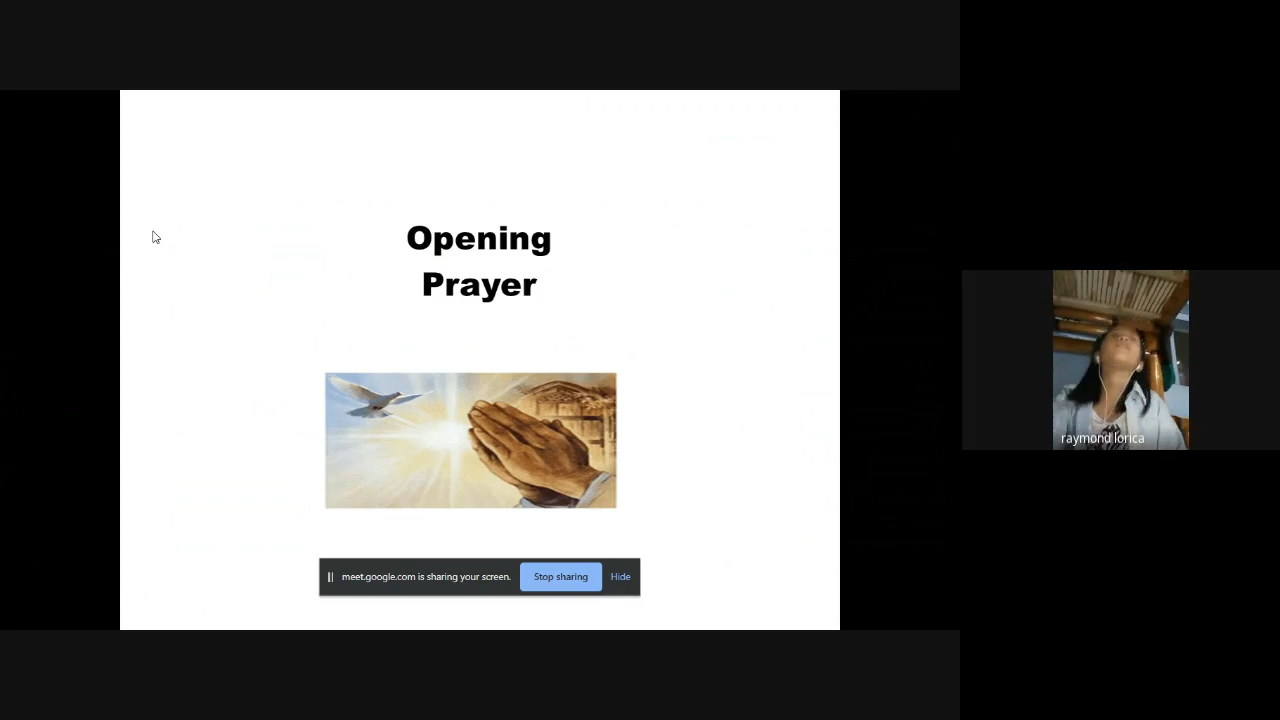 Opening
Prayer
meet.google.com is sharing your screen.
Stop sharing
Hide
raymond lorica